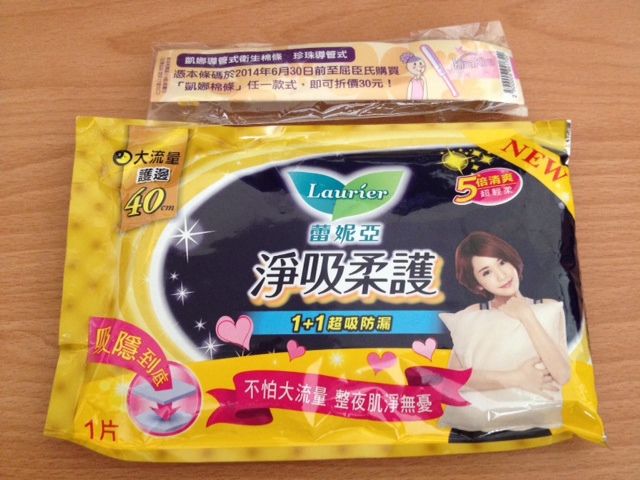 凱娜導管式衛生棉條 珍珠導管式
憑本條碼於2014年6月30日前至屈臣氏購買
「凱娜棉條」任一款式,即可折價30元!
大流量
護邊
40cm
NEW
5倍清爽
超輕柔
Laurier
蕾妮亞
淨吸柔護
1+1超吸防漏
吸隱到底
不怕大流量 整夜肌淨無憂
1片